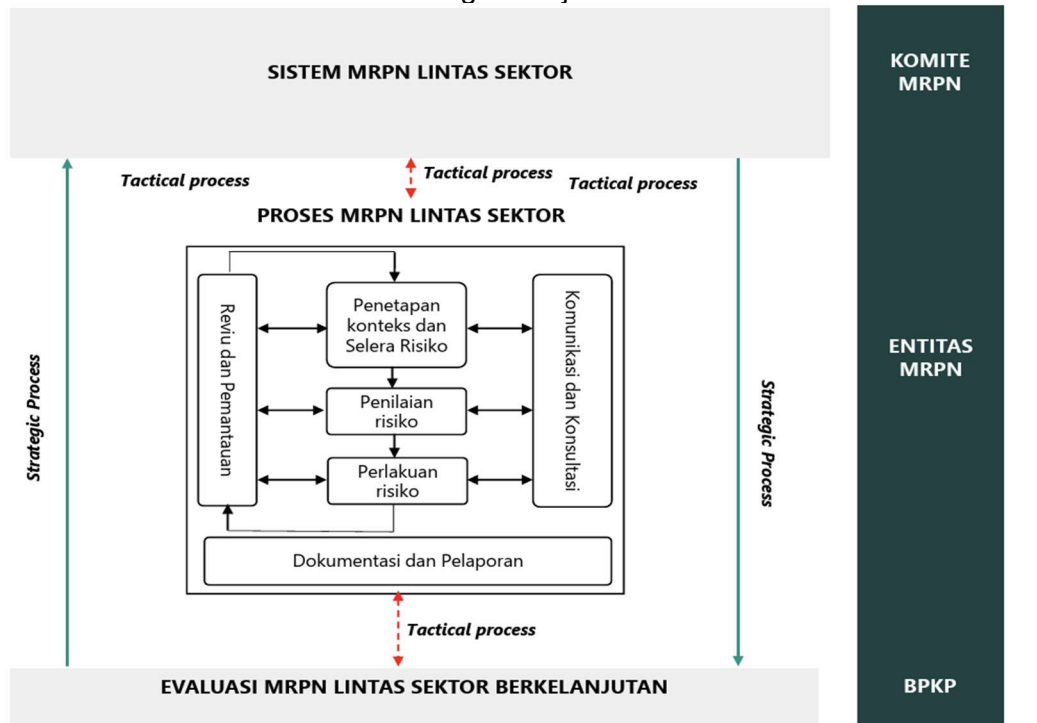 SISTEM MRPN LINTAS SEKTOR
KOMITE
MRPN
Tactical process
Tactical process
Tactical process
PROSES MRPN LINTAS SEKTOR
Reviu dan Pemantauan
Penetapan
konteks dan
Selera Risiko
Komunikasi dan Konsultasi
Penilaian
risiko
Perlakuan
risiko
Dokumentasi dan Pelaporan
Strategic Process
Strategic Process
ENTITAS
MRPN
Tactical process
EVALUASI MRPN LINTAS SEKTOR BERKELANJUTAN
BPKP